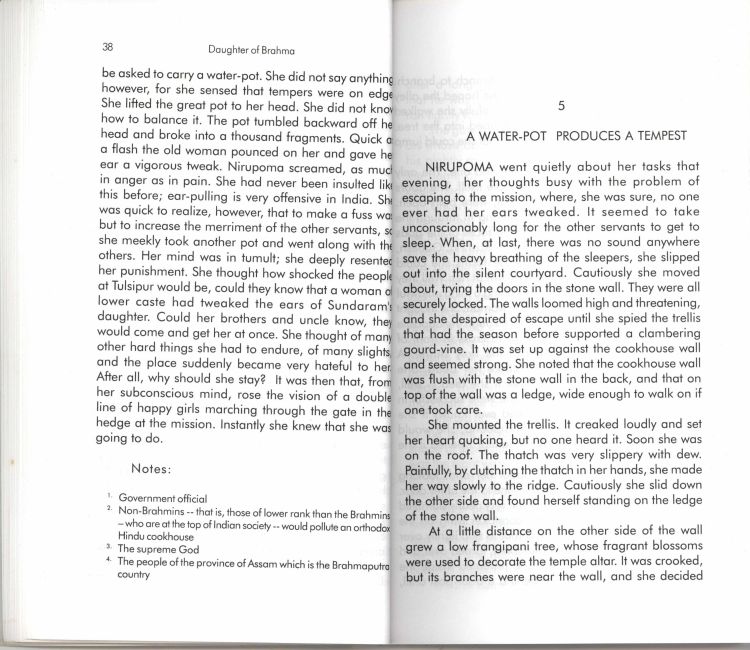 38
Daughter of Brahma
be asked to carry a water-pot. She did not say anything
however, for she sensed that tempers were on edge
She lifted the great pot to her head. She did not know
how to balance it. The pot tumbled backward off he
head and broke into a thousand fragments. Quick a
a flash the old woman pounced on her and gave he
ear a vigorous tweak. Nirupoma screamed, as much
in anger as in pain. She had never been insulted lik
this before; ear-pulling is very offensive in India. She
was quick to realize, however, that to make a fuss was
but to increase the merriment of the other servants, so
she meekly took another pot and went along with the
others. Her mind was in tumult; she deeply resented
her punishment. She thought how shocked the people
at Tulsipur would be, could they know that a woman o
lower caste had tweaked the ears of Sundaram's
daughter. Could her brothers and uncle know, they
would come and get her at once. She thought of many
other hard things she had to endure, of many slights
and the place suddenly became very hateful to her
After all, why should she stay? It was then that, from
her subconscious mind, rose the vision of a double
line of happy girls marching through the gate in the
hedge at the mission. Instantly she knew that she was
going to do.
Notes:
1. Government official
2. Non-Brahmins -- that is, those of lower rank than the Brahmins
– who are at the top of Indian society -- would pollute an orthodox
Hindu cookhouse
3. The supreme God
4. The people of the province of Assam which is the Brahmaputra
country
5
A WATER-POT PRODUCES A TEMPEST
NIRUPOMA went quietly about her tasks that
evening, her thoughts busy with the problem of
escaping to the mission, where, she was sure, no one
ever had her ears tweaked. It seemed to take
unconscionably long for the other servants to get to
sleep. When, at last, there was no sound anywhere
save the heavy breathing of the sleepers, she slipped
out into the silent courtyard. Cautiously she moved
about, trying the doors in the stone wall. They were all
securely locked. The walls loomed high and threatening,
and she despaired of escape until she spied the trellis
that had the season before supported a clambering
gourd-vine. It was set up against the cookhouse wall
and seemed strong. She noted that the cookhouse wall
was flush with the stone wall in the back, and that on
top of the wall was a ledge, wide enough to walk on if
one took care.
She mounted the trellis. It creaked loudly and set
her heart quaking, but no one heard it. Soon she was
on the roof. The thatch was very slippery with dew.
Painfully, by clutching the thatch in her hands, she made
her way slowly to the ridge. Cautiously she slid down
the other side and found herself standing on the ledge
of the stone wall.
At a little distance on the other side of the wall
grew a low frangipani tree, whose fragrant blossoms
were used to decorate the temple altar. It was crooked,
but its branches were near the wall, and she decided